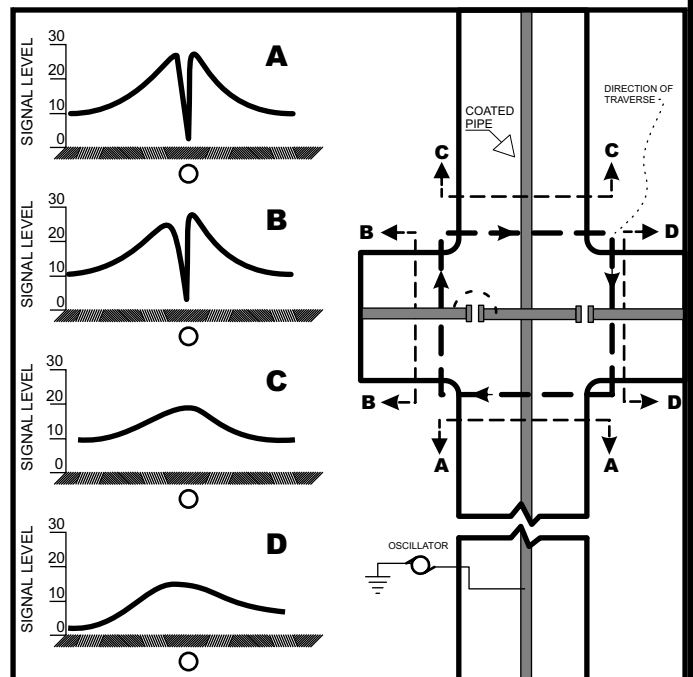 A
30
20
10
0
SIGNAL LEVEL
B
30
20
10
0
SIGNAL LEVEL
C
30
20
10
0
SIGNAL LEVEL
D
30
20
10
0
SIGNAL LEVEL
DIRECTION OF
TRAVERSE
COATED
PIPE
C
C
B
D
B
D
A
A
OSCILLATOR